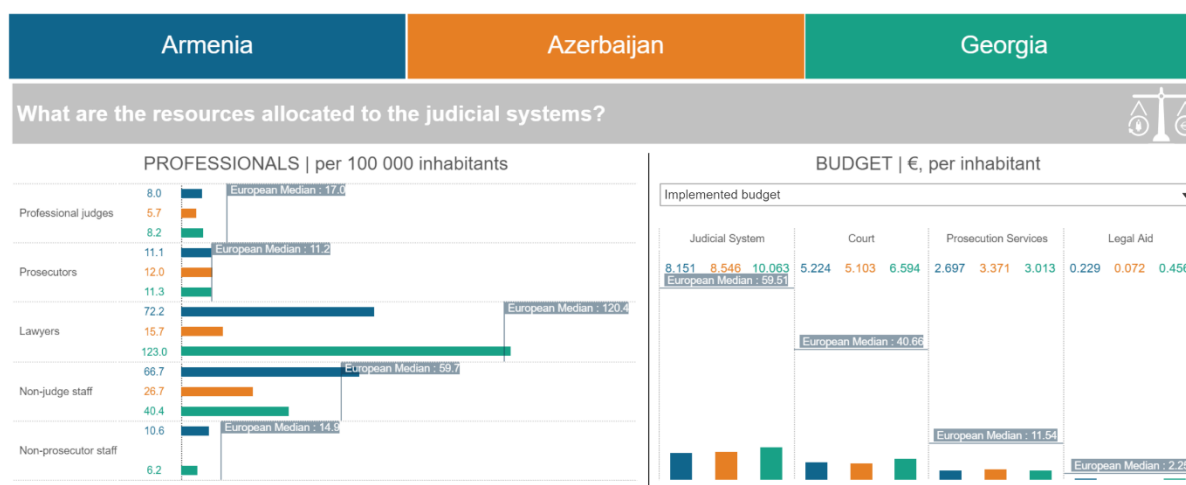 Armenia Azerbaijan Georgia
What are the resources allocated to the judicial systems?
PROFESSIONALS | per 100 000 inhabitants
Professional judges
8.0
5.7
8.2
European Median : 17.0
Prosecutors
11.1
12.0
11.3
European Median : 11.2
Lawyers
72.2
15.7
123.0
European Median : 120.4
Non-judge staff
66.7
26.7
40.4
European Median : 59.7
Non-prosecutor staff
10.6
6.2
European Median : 14.9
BUDGET | €, per inhabitant
Implemented budget
Judicial System Court Prosecution Services Legal Aid
8.151 8.546 10.063 5.224 5.103 6.594 2.697 3.371 3.013 0.229 0.072 0.456
European Median : 59.51
European Median : 40.66
European Median : 11.54
European Median : 2.25